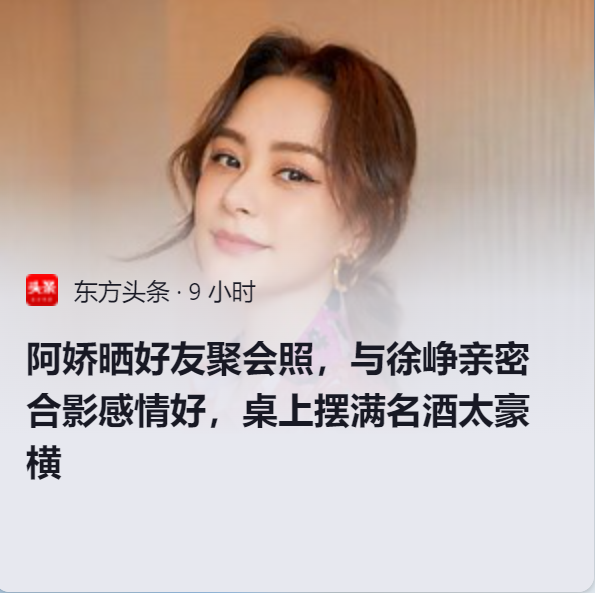 头条
东方头条 · 9 小时
阿娇晒好友聚会照，与徐峥亲密
合影感情好，桌上摆满名酒太豪
横